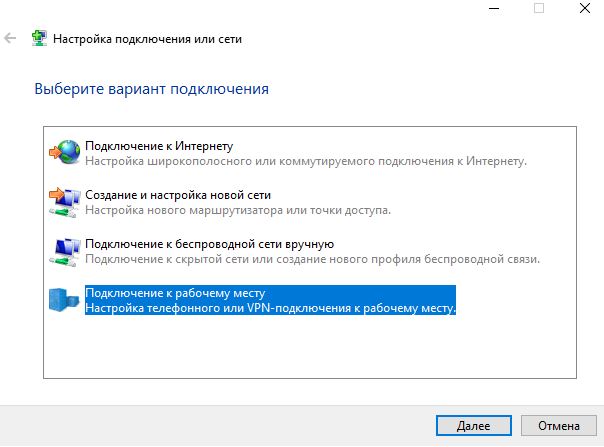 Настройка подключения или сети
Выберите вариант подключения
Подключение к Интернету
Настройка широкополосного или коммутируемого подключения к Интернету.
Создание и настройка новой сети
Настройка нового маршрутизатора или точки доступа.
Подключение к беспроводной сети вручную
Подключение к скрытой сети или создание нового профиля беспроводной связи.
Подключение к рабочему месту
Настройка телефонного или VPN-подключения к рабочему месту.
Далее
Отмена